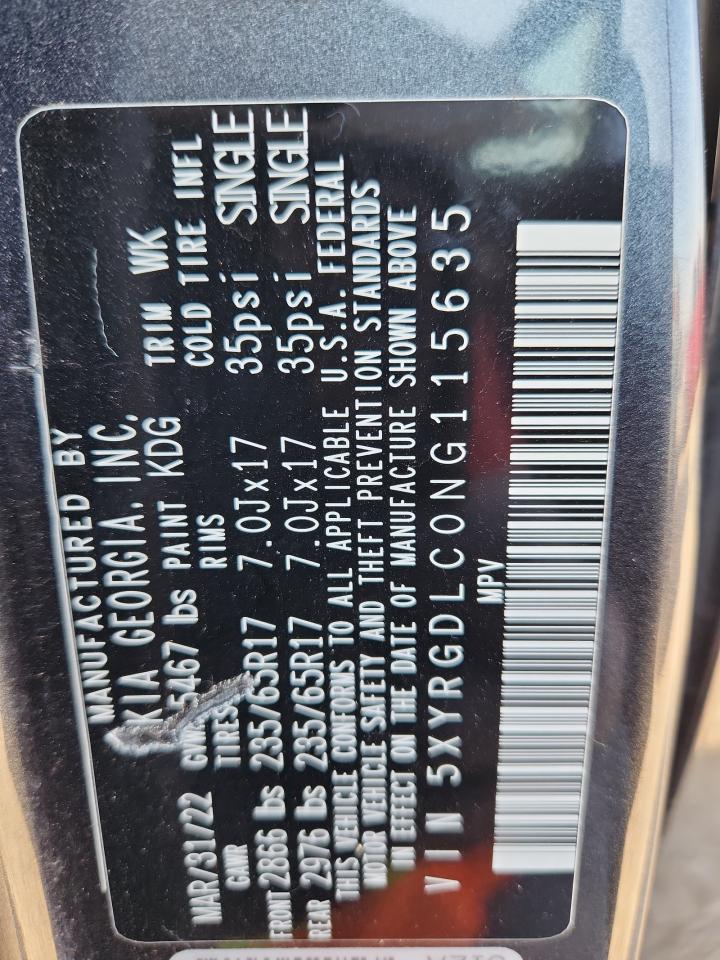 MANUFACTURED BY
KIA GEORGIA, INC.
MAR/31/22 GVWR 5467 lbs PAINT KDG TRIM WK
GAWR TIRES RIMS COLD TIRE INFL
FRONT 2866 lbs 235/65R17 7.0Jx17 35psi SINGLE
REAR 2976 lbs 235/65R17 7.0Jx17 35psi SINGLE
THIS VEHICLE CONFORMS TO ALL APPLICABLE U.S.A. FEDERAL
MOTOR VEHICLE SAFETY AND THEFT PREVENTION STANDARDS
IN EFFECT ON THE DATE OF MANUFACTURE SHOWN ABOVE
VIN 5XYRGDLC0NG115635
MPV